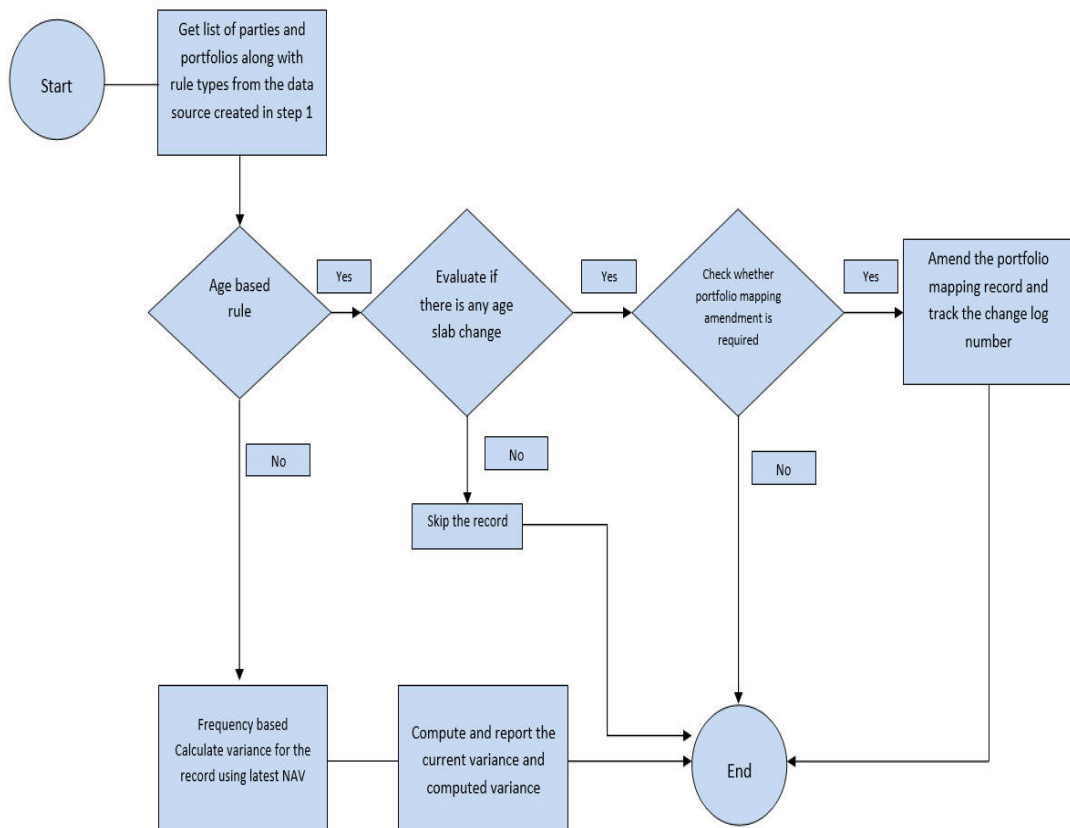 Start
Get list of parties and
portfolios along with
rule types from the data
source created in step 1
Age based
rule
Yes
Evaluate if
there is any age
slab change
Yes
Check whether
portfolio mapping
amendment is
required
Yes
Amend the portfolio
mapping record and
track the change log
number
No
No
No
Skip the record
Frequency based
Calculate variance for the
record using latest NAV
Compute and report the
current variance and
computed variance
End